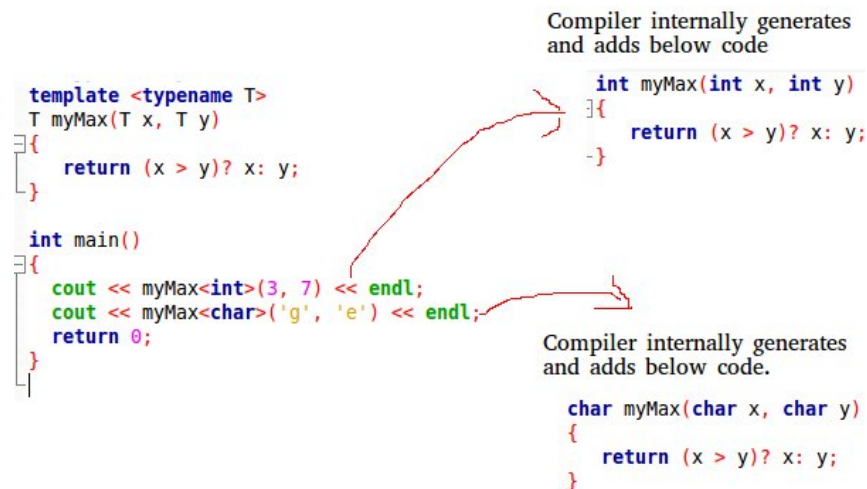 template <typename T>
T myMax(T x, T y)
{
return (x > y)? x: y;
}
int main()
{
cout << myMax<int>(3, 7) << endl;
cout << myMax<char>('g', 'e') << endl;
return 0;
}
Compiler internally generates
and adds below code
int myMax(int x, int y)
{
return (x > y)? x: y;
}
Compiler internally generates
and adds below code.
char myMax(char x, char y)
{
return (x > y)? x: y;
}